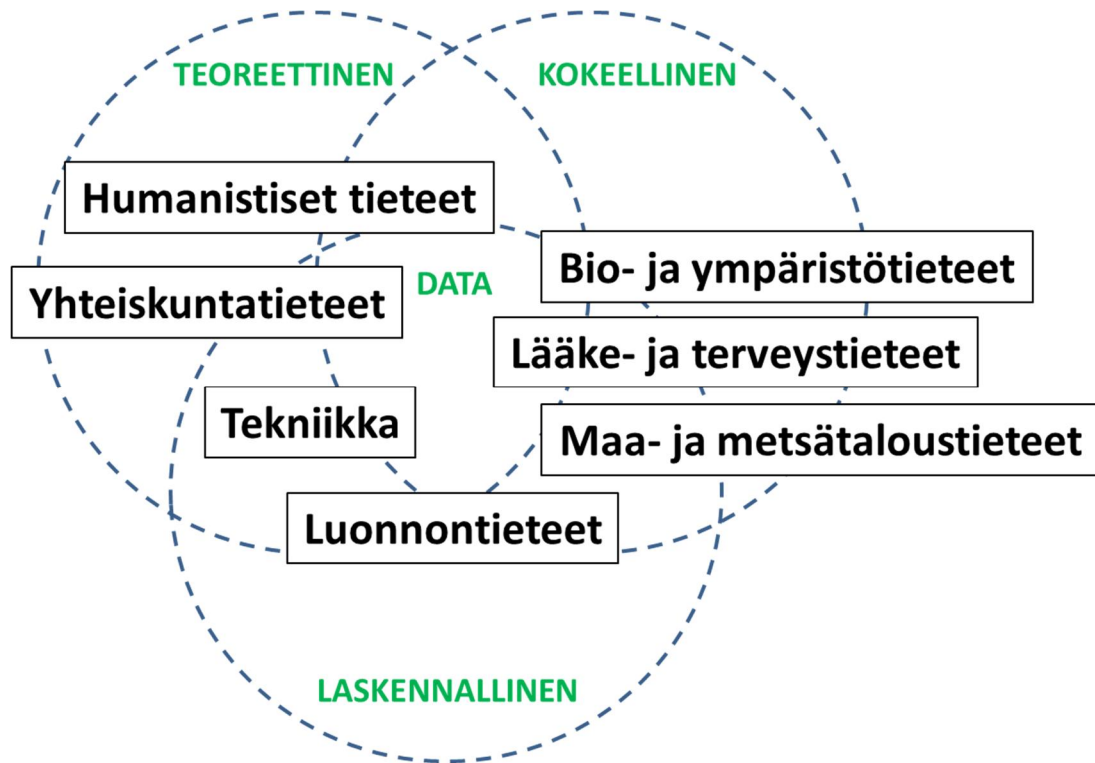 TEOREETTINEN
KOKEELLINEN
Humanistiset tieteet
Bio- ja ympäristötieteet
Yhteiskuntatieteet
DATA
Lääke- ja terveystieteet
Tekniikka
Maa- ja metsätaloustieteet
Luonnontieteet
LASKENNALLINEN